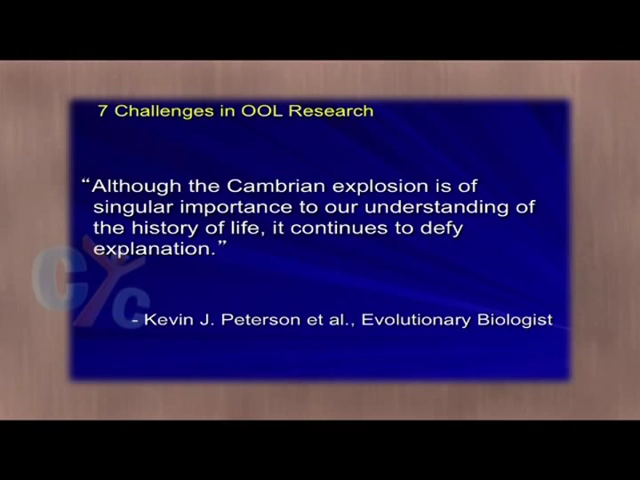 7 Challenges in OOL Research
“Although the Cambrian explosion is of
singular importance to our understanding of
the history of life, it continues to defy
explanation.”
- Kevin J. Peterson et al., Evolutionary Biologist
CYC